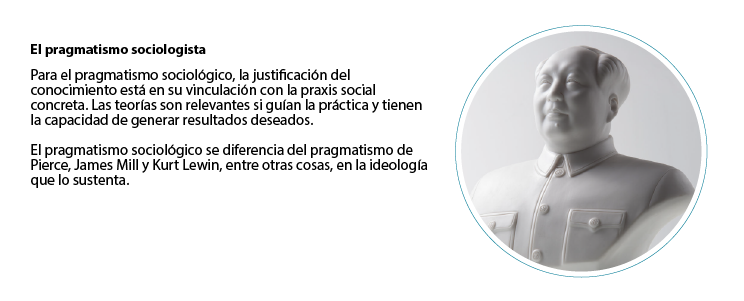 El pragmatismo sociologista
Para el pragmatismo sociológico, la justificación del
conocimiento está en su vinculación con la praxis social
concreta. Las teorías son relevantes si guían la práctica y tienen
la capacidad de generar resultados deseados.
El pragmatismo sociológico se diferencia del pragmatismo de
Pierce, James Mill y Kurt Lewin, entre otras cosas, en la ideología
que lo sustenta.